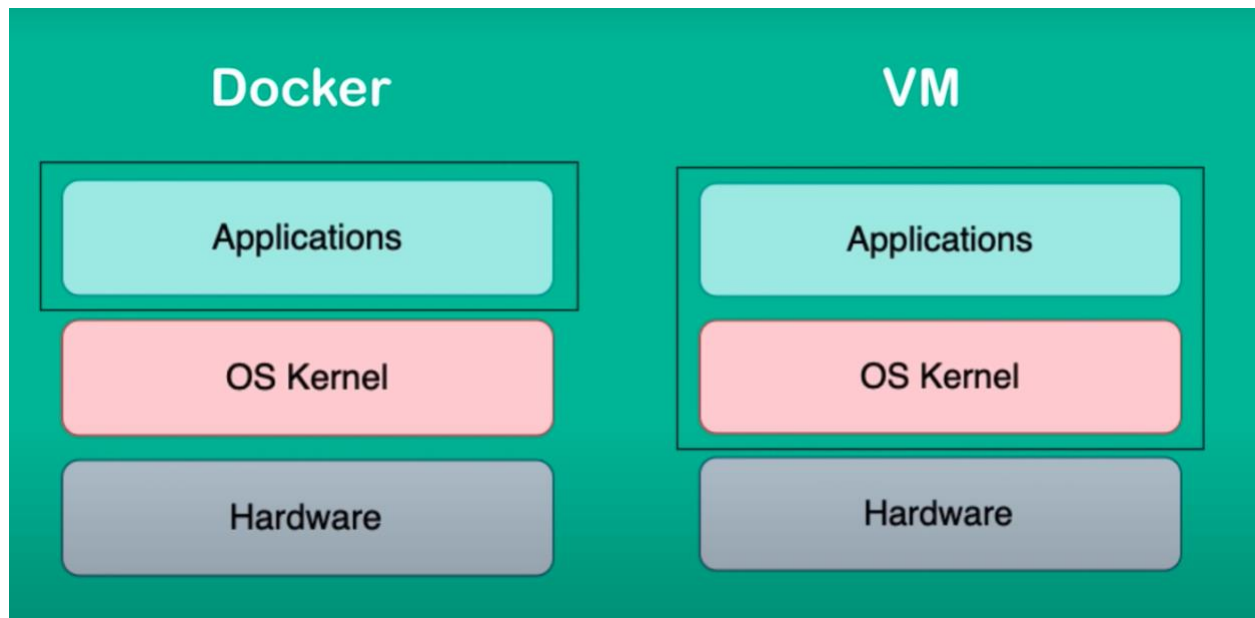 Docker
Applications
OS Kernel
Hardware
VM
Applications
OS Kernel
Hardware